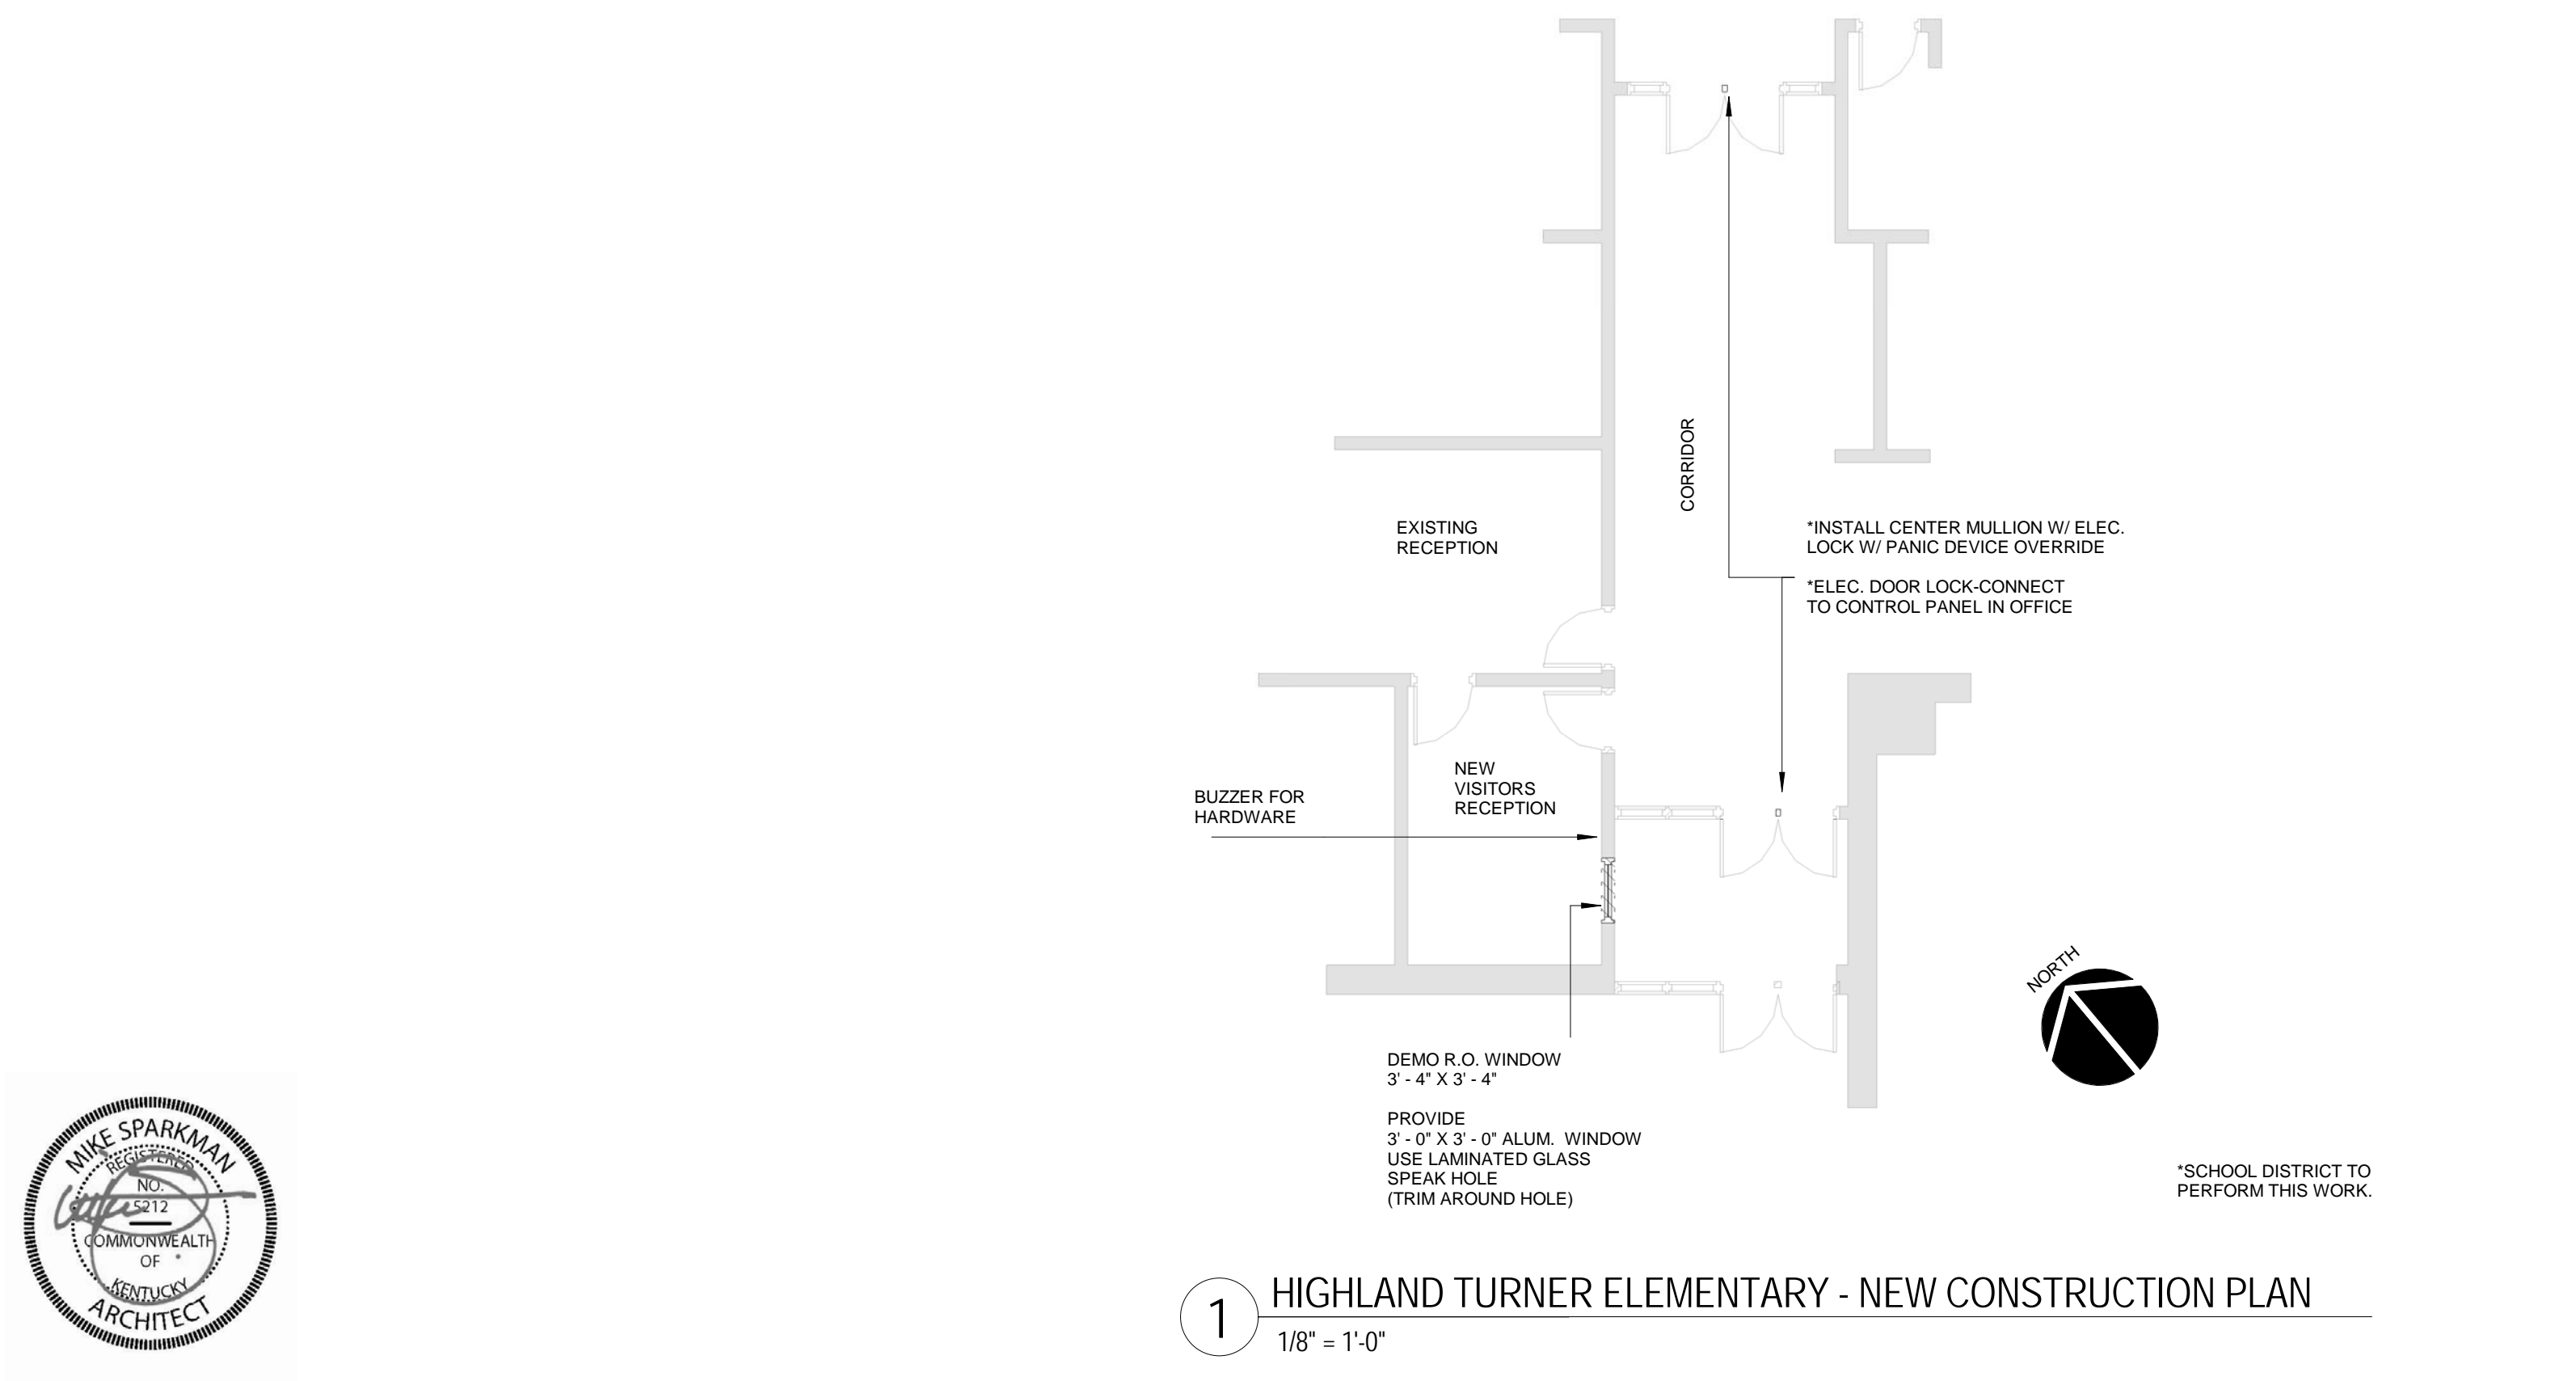 CORRIDOR
EXISTING
RECEPTION
*INSTALL CENTER MULLION W/ ELEC.
LOCK W/ PANIC DEVICE OVERRIDE
*ELEC. DOOR LOCK-CONNECT
TO CONTROL PANEL IN OFFICE
NEW
VISITORS
RECEPTION
BUZZER FOR
HARDWARE
NORTH
DEMO R.O. WINDOW
3' - 4" X 3' - 4"
PROVIDE
3' - 0" X 3' - 0" ALUM. WINDOW
USE LAMINATED GLASS
SPEAK HOLE
(TRIM AROUND HOLE)
*SCHOOL DISTRICT TO
PERFORM THIS WORK.
MIKE SPARKMAN
REGISTERED
NO.
5212
COMMONWEALTH
OF
KENTUCKY
ARCHITECT
1
HIGHLAND TURNER ELEMENTARY - NEW CONSTRUCTION PLAN
1/8" = 1'-0"